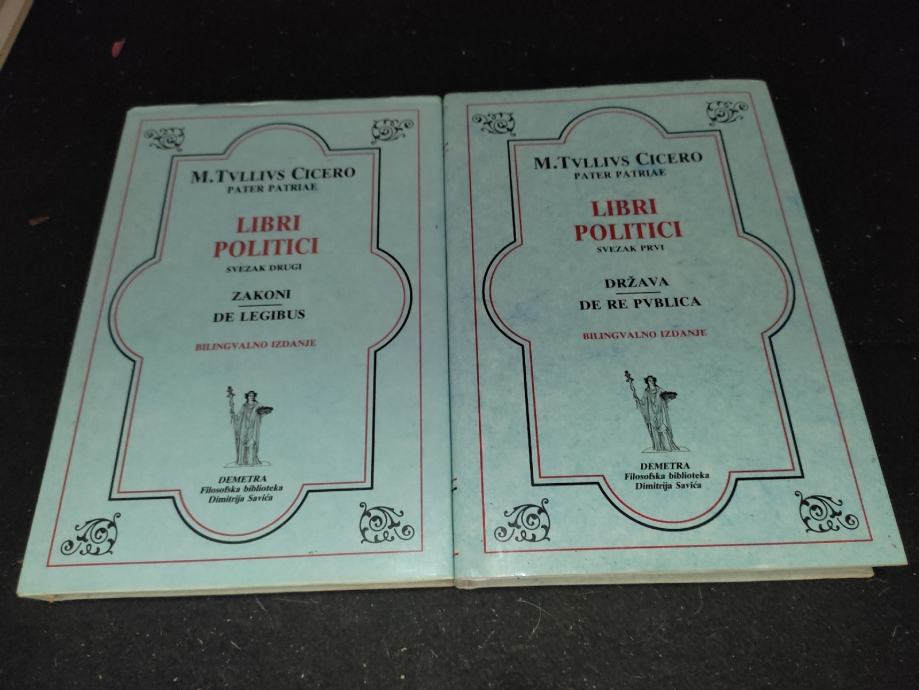 M.TVLLIVS CICERO
PATER PATRIAE
LIBRI
POLITICI
SVEZAK DRUGI
ZAKONI
DE LEGIBUS
BILINGVALNO IZDANJE
DEMETRA
Filosofska biblioteka
Dimitrija Savića
M.TVLLIVS CICERO
PATER PATRIAE
LIBRI
POLITICI
SVEZAK PRVI
DRŽAVA
DE RE PVBLICA
BILINGVALNO IZDANJE
DEMETRA
Filosofska biblioteka
Dimitrija Savića